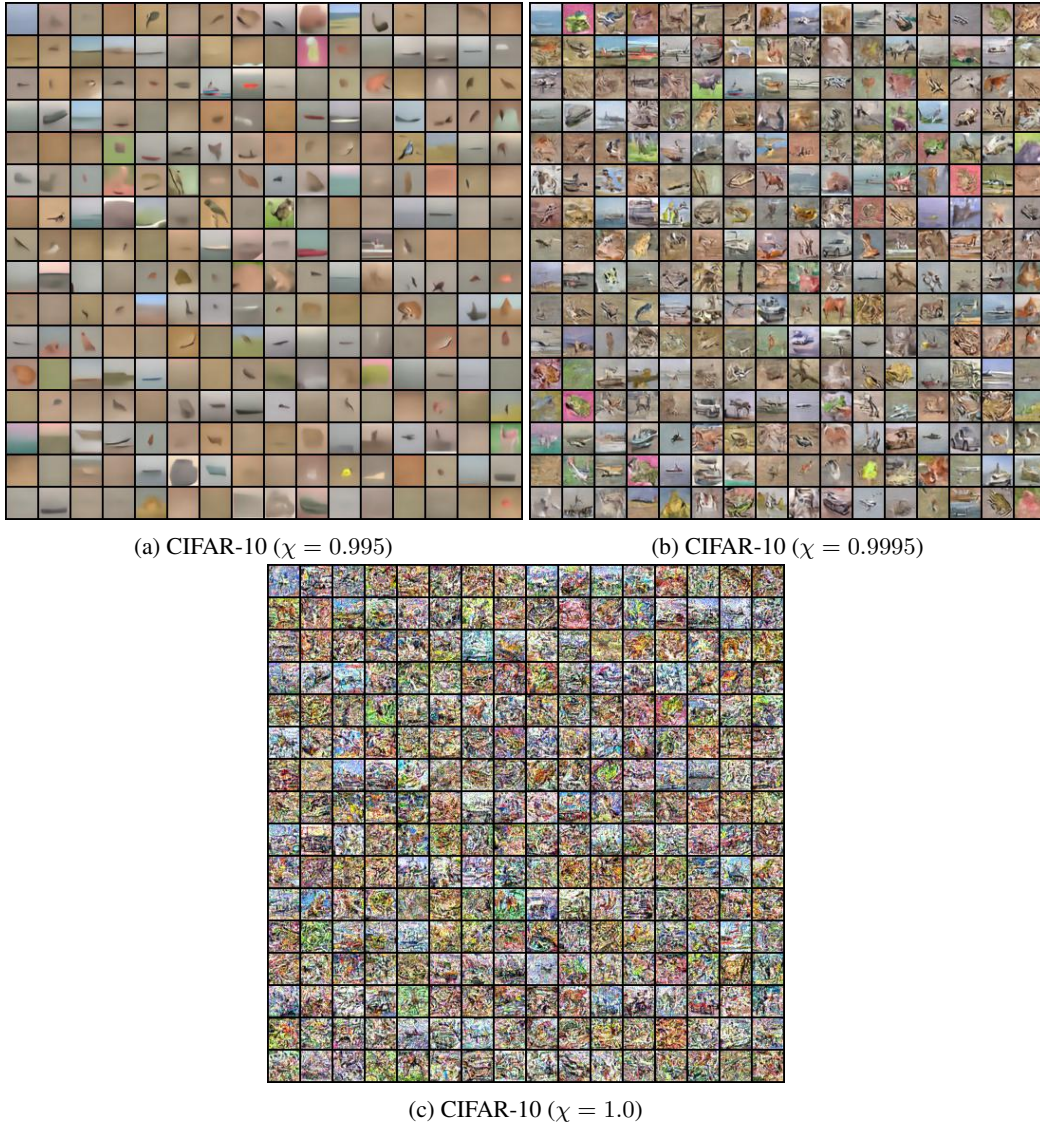 (a) CIFAR-10 (χ = 0.995)
(b) CIFAR-10 (χ = 0.9995)
(c) CIFAR-10 (χ = 1.0)